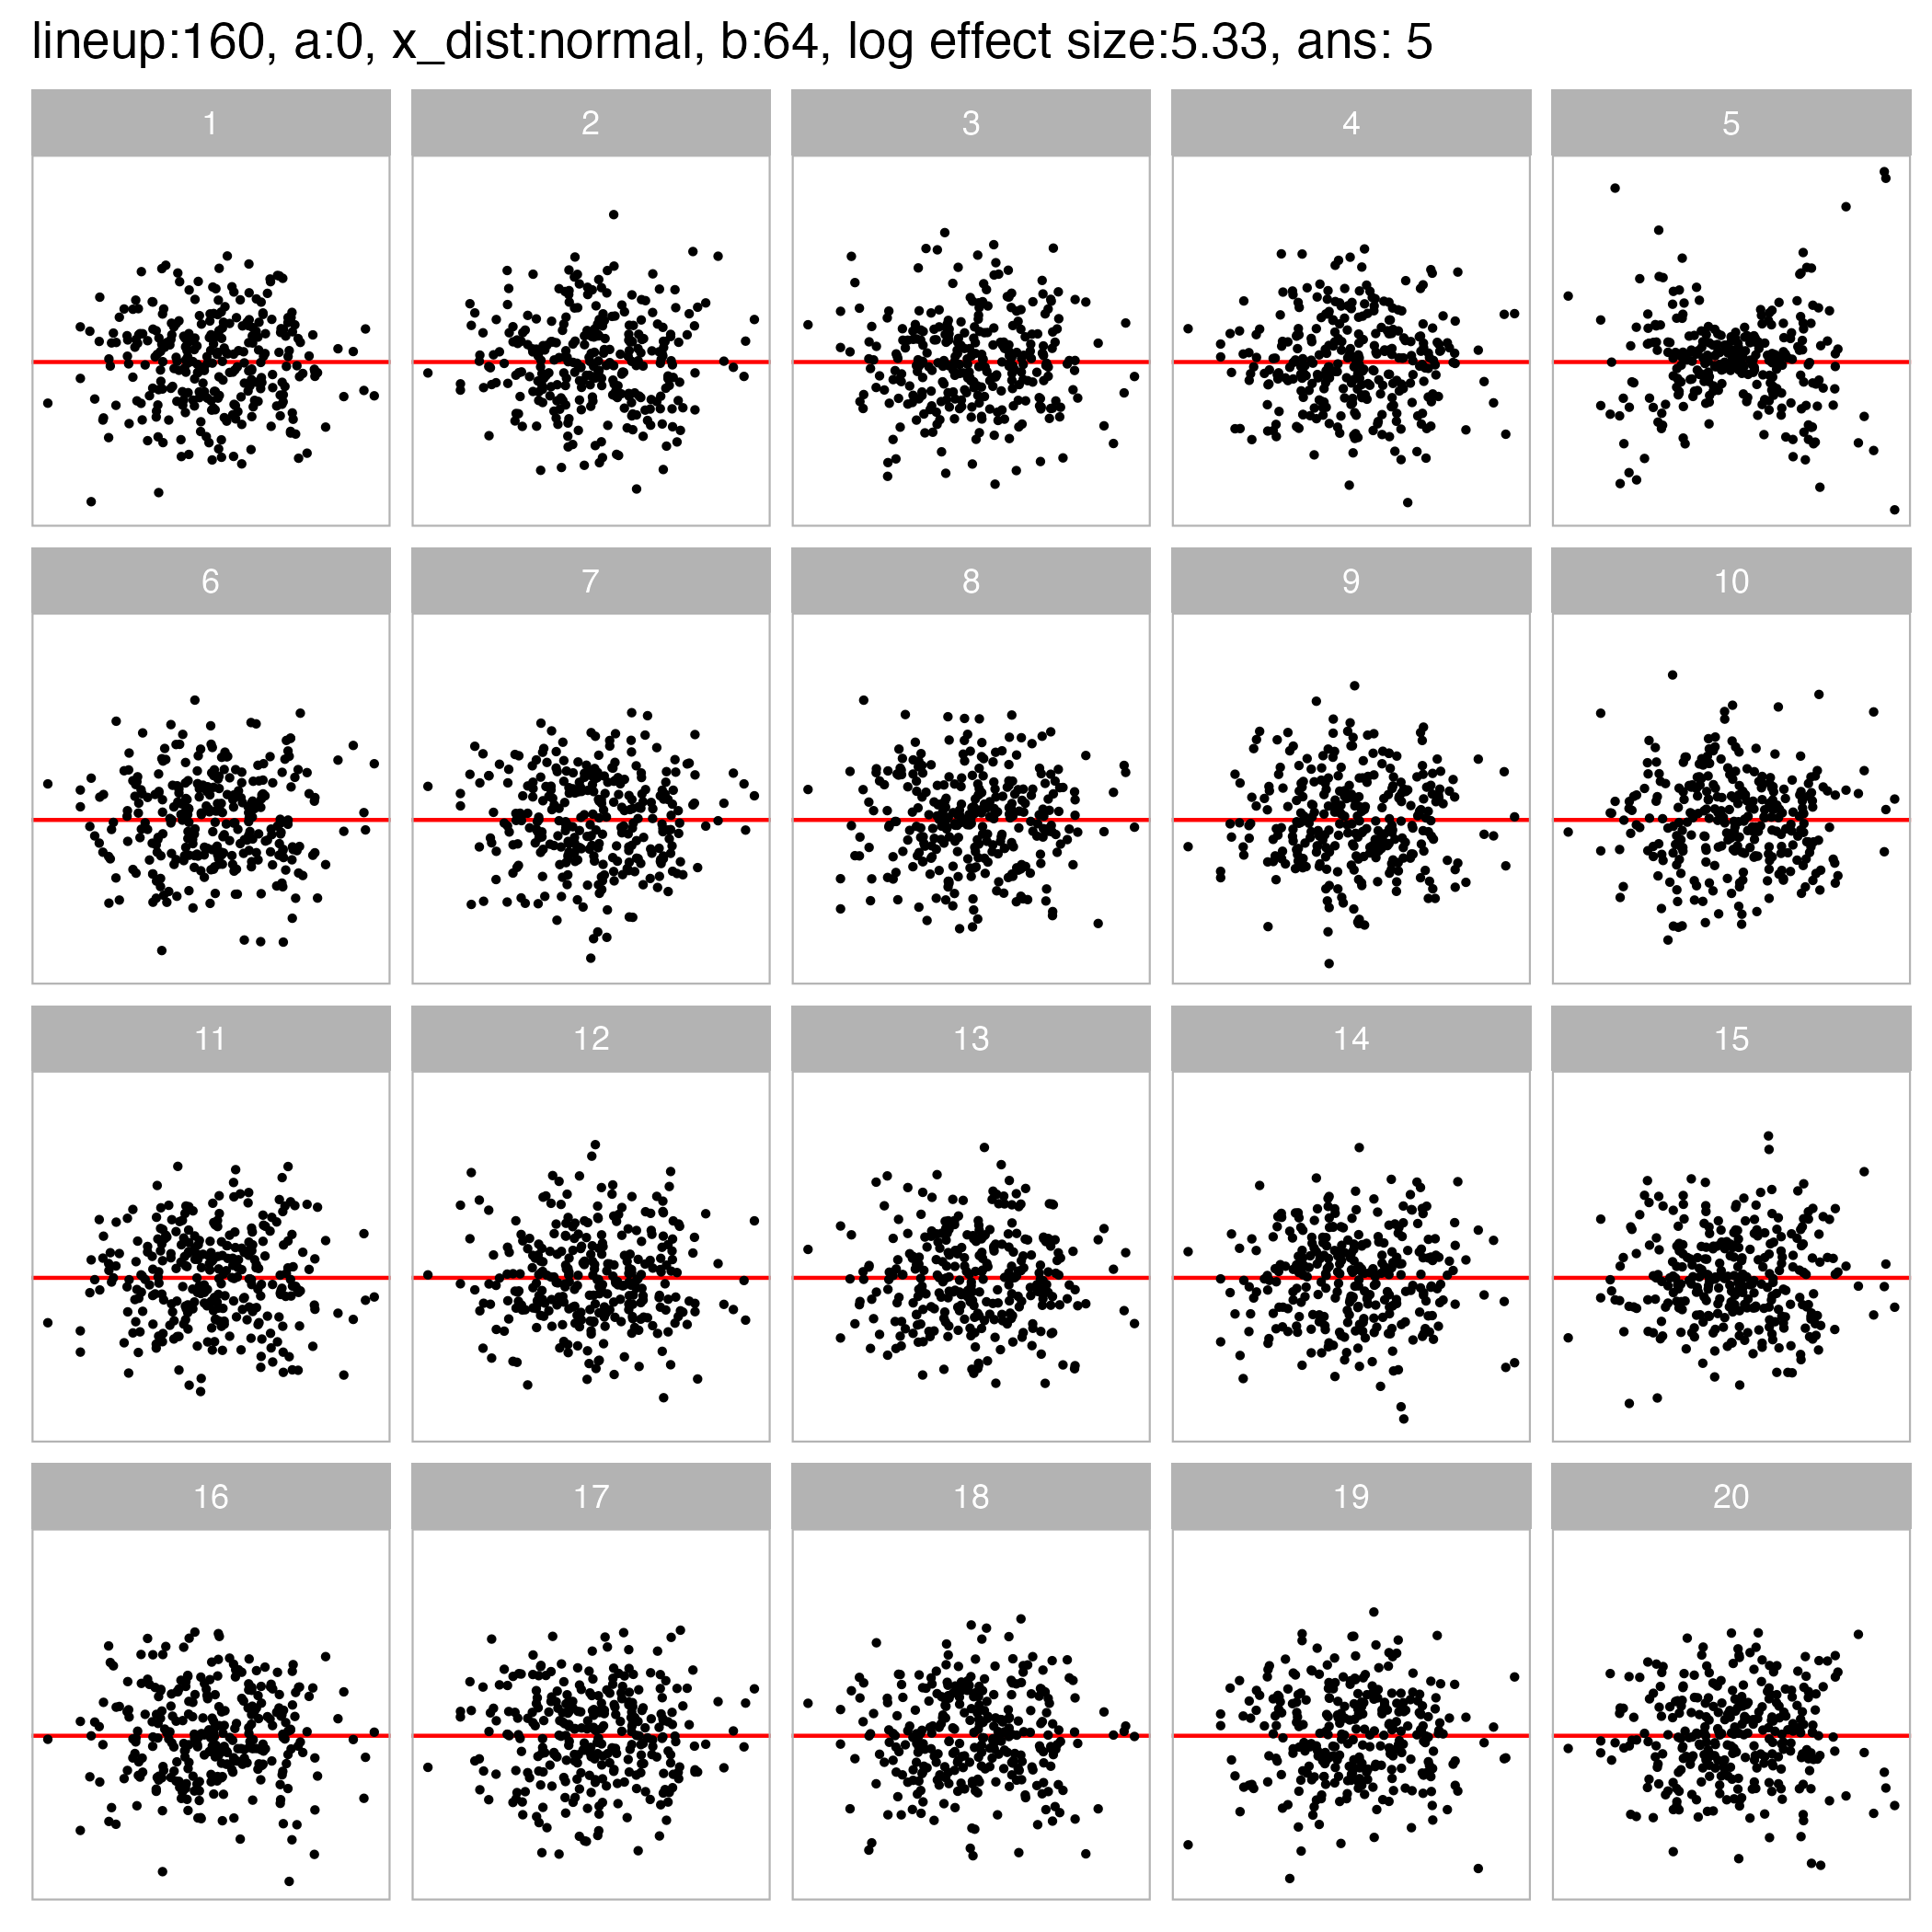 lineup:160, a:0, x_dist:normal, b:64, log effect size:5.33, ans: 5
1 2 3 4 5
6 7 8 9 10
11 12 13 14 15
16 17 18 19 20